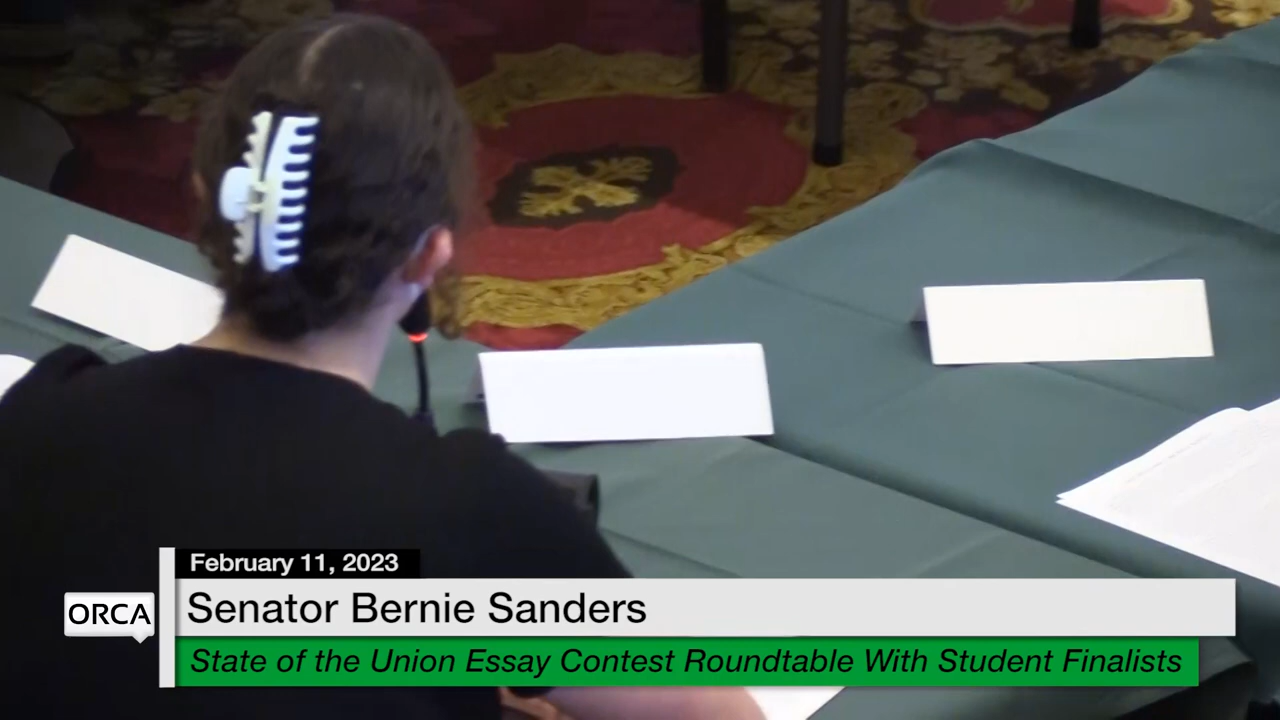 February 11, 2023
Senator Bernie Sanders
ORCA
State of the Union Essay Contest Roundtable With Student Finalists